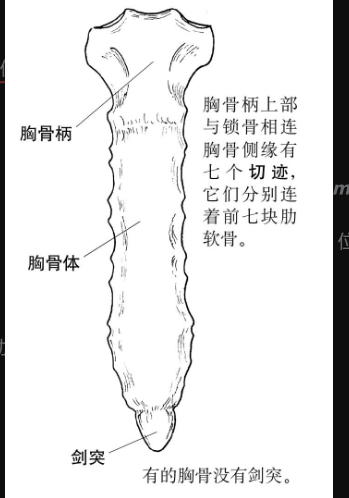 胸骨柄上部
与锁骨相连
胸骨侧缘有
七个切迹,
它们分别连
着前七块肋
软骨。
胸骨柄
胸骨体
剑突
有的胸骨没有剑突。